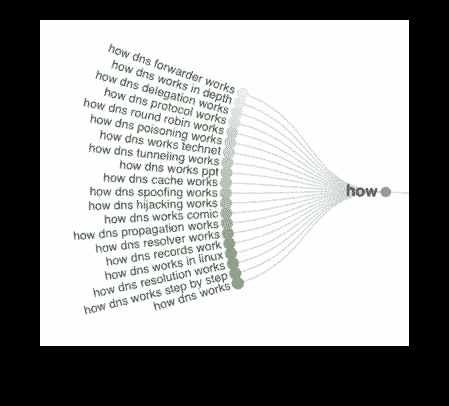 how dns forwarder works
how dns works in depth
how dns delegation works
how dns protocol works
how dns round robin works
how dns poisoning works
how dns works technet
how dns tunneling works
how dns works ppt
how dns cache works
how dns spoofing works
how dns hijacking works
how dns works comic
how dns propagation works
how dns resolver works
how dns records work
how dns works in linux
how dns resolution works
how dns works step by step
how dns works
how